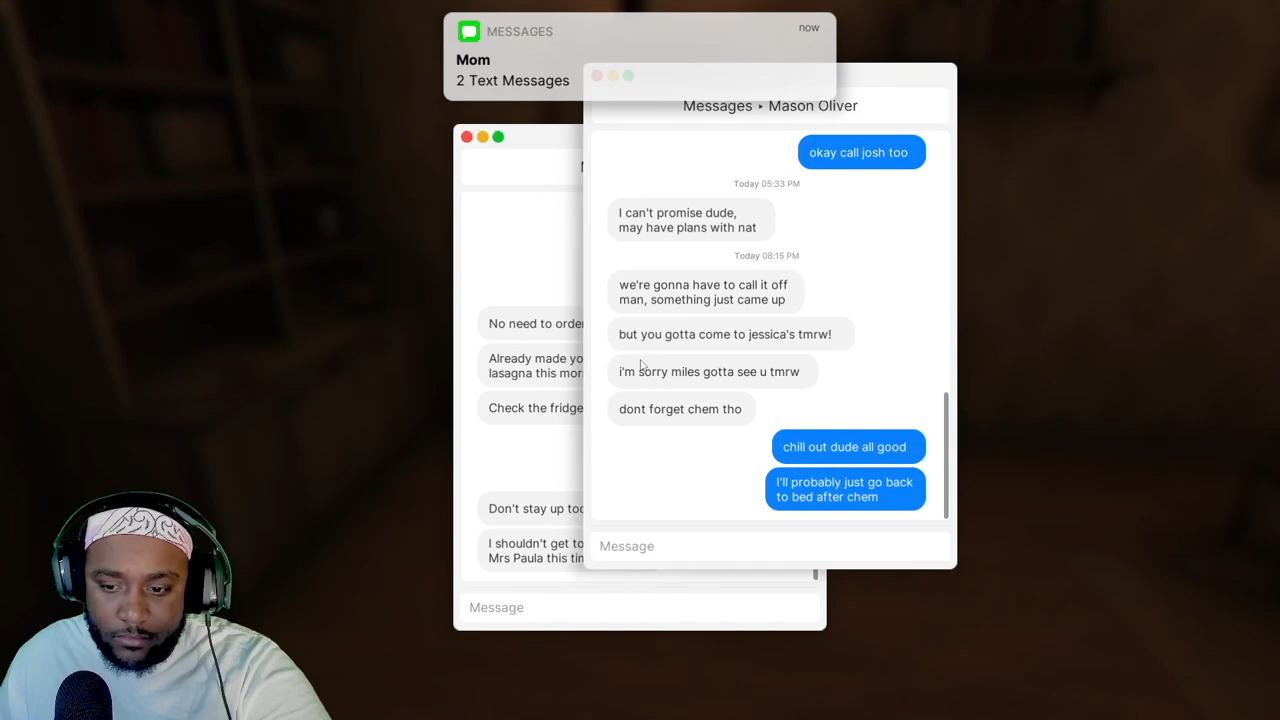 MESSAGES
now
Mom
2 Text Messages
Messages ‣ Mason Oliver
okay call josh too
Today 05:33 PM
I can't promise dude,
may have plans with nat
Today 08:15 PM
we're gonna have to call it off
man, something just came up
but you gotta come to jessica's tmrw!
i'm sorry miles gotta see u tmrw
dont forget chem tho
chill out dude all good
I'll probably just go back
to bed after chem
Message
No need to orde
Already made yo
lasagna this mor
Check the fridge
Don't stay up too
I shouldn't get to
Mrs Paula this tim
Message